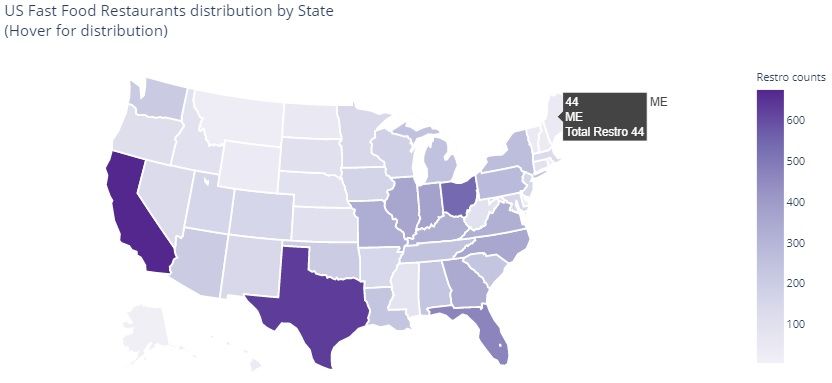 US Fast Food Restaurants distribution by State
(Hover for distribution)
Restro counts
44
ME
ME
Total Restro 44
600
500
400
300
200
100